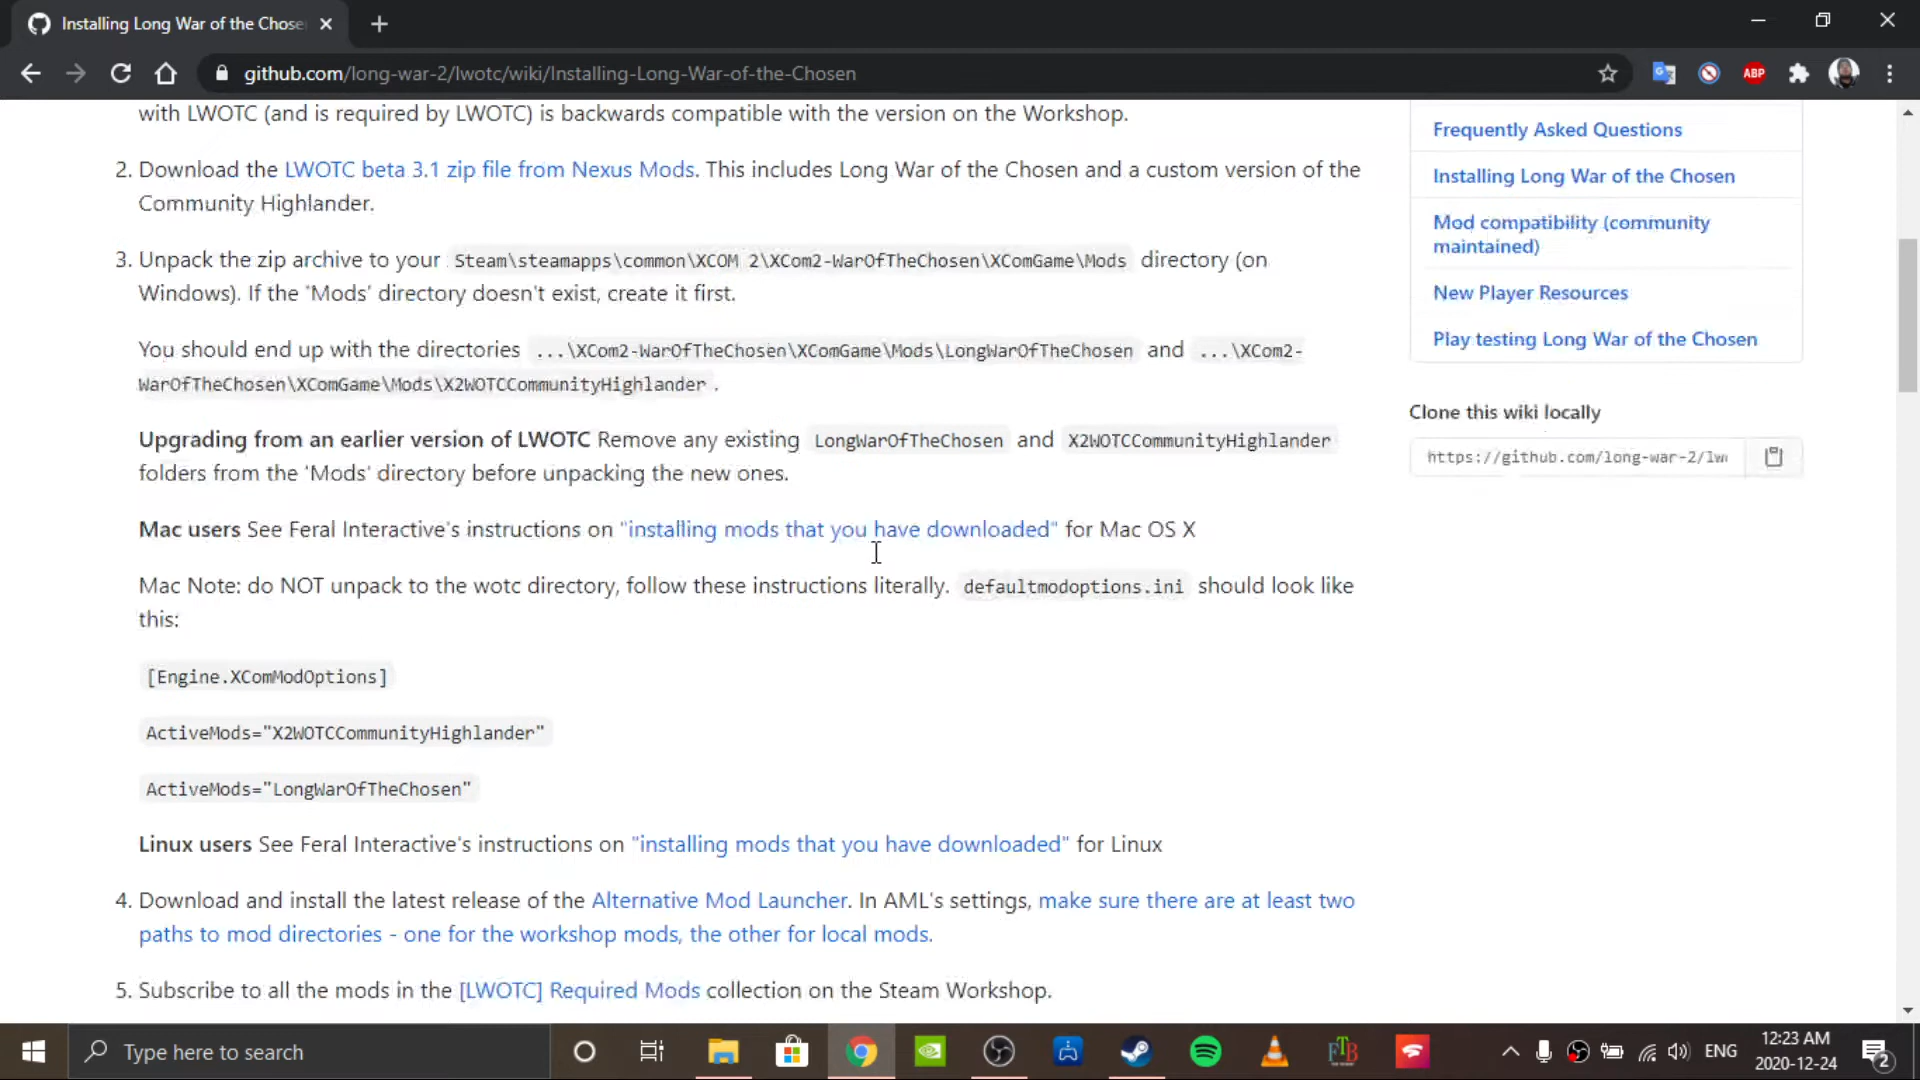 Installing Long War of the Chose
github.com/long-war-2/lwotc/wiki/Installing-Long-War-of-the-Chosen
ABP
with LWOTC (and is required by LWOTC) is backwards compatible with the version on the Workshop.
2. Download the LWOTC beta 3.1 zip file from Nexus Mods. This includes Long War of the Chosen and a custom version of the
Community Highlander.
3. Unpack the zip archive to your Steam\steamapps\common\XCOM 2\XCom2-WarOfTheChosen\XComGame\Mods directory (on
Windows). If the 'Mods' directory doesn't exist, create it first.
You should end up with the directories ...\XCom2-WarOfTheChosen\XComGame\Mods\LongWarOfTheChosen and ...\XCom2-
WarOfTheChosen\XComGame\Mods\X2WOTCCommunityHighlander .
Upgrading from an earlier version of LWOTC Remove any existing LongWarOfTheChosen and X2WOTCCommunityHighlander
folders from the 'Mods' directory before unpacking the new ones.
Mac users See Feral Interactive's instructions on "installing mods that you have downloaded" for Mac OS X
Mac Note: do NOT unpack to the wotc directory, follow these instructions literally. defaultmodoptions.ini should look like
this:
[Engine.XComModOptions]
ActiveMods="X2WOTCCommunityHighlander"
ActiveMods="LongWarOfTheChosen"
Linux users See Feral Interactive's instructions on "installing mods that you have downloaded" for Linux
4. Download and install the latest release of the Alternative Mod Launcher. In AML's settings, make sure there are at least two
paths to mod directories - one for the workshop mods, the other for local mods.
5. Subscribe to all the mods in the [LWOTC] Required Mods collection on the Steam Workshop.
Frequently Asked Questions
Installing Long War of the Chosen
Mod compatibility (community
maintained)
New Player Resources
Play testing Long War of the Chosen
Clone this wiki locally
https://github.com/long-war-2/lw
Type here to search
FTB
ENG
12:23 AM
2020-12-24
2